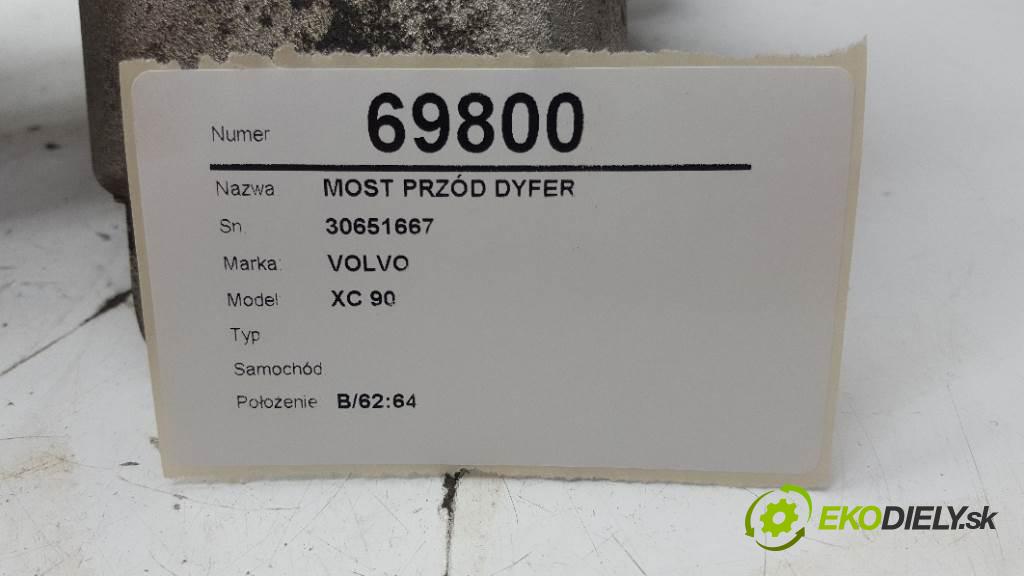 Numer 69800
Nazwa MOST PRZÓD DYFER
Sn. 30651667
Marka: VOLVO
Model XC 90
Typ
Samochód
Położenie B/62:64
EKODIELY.sk